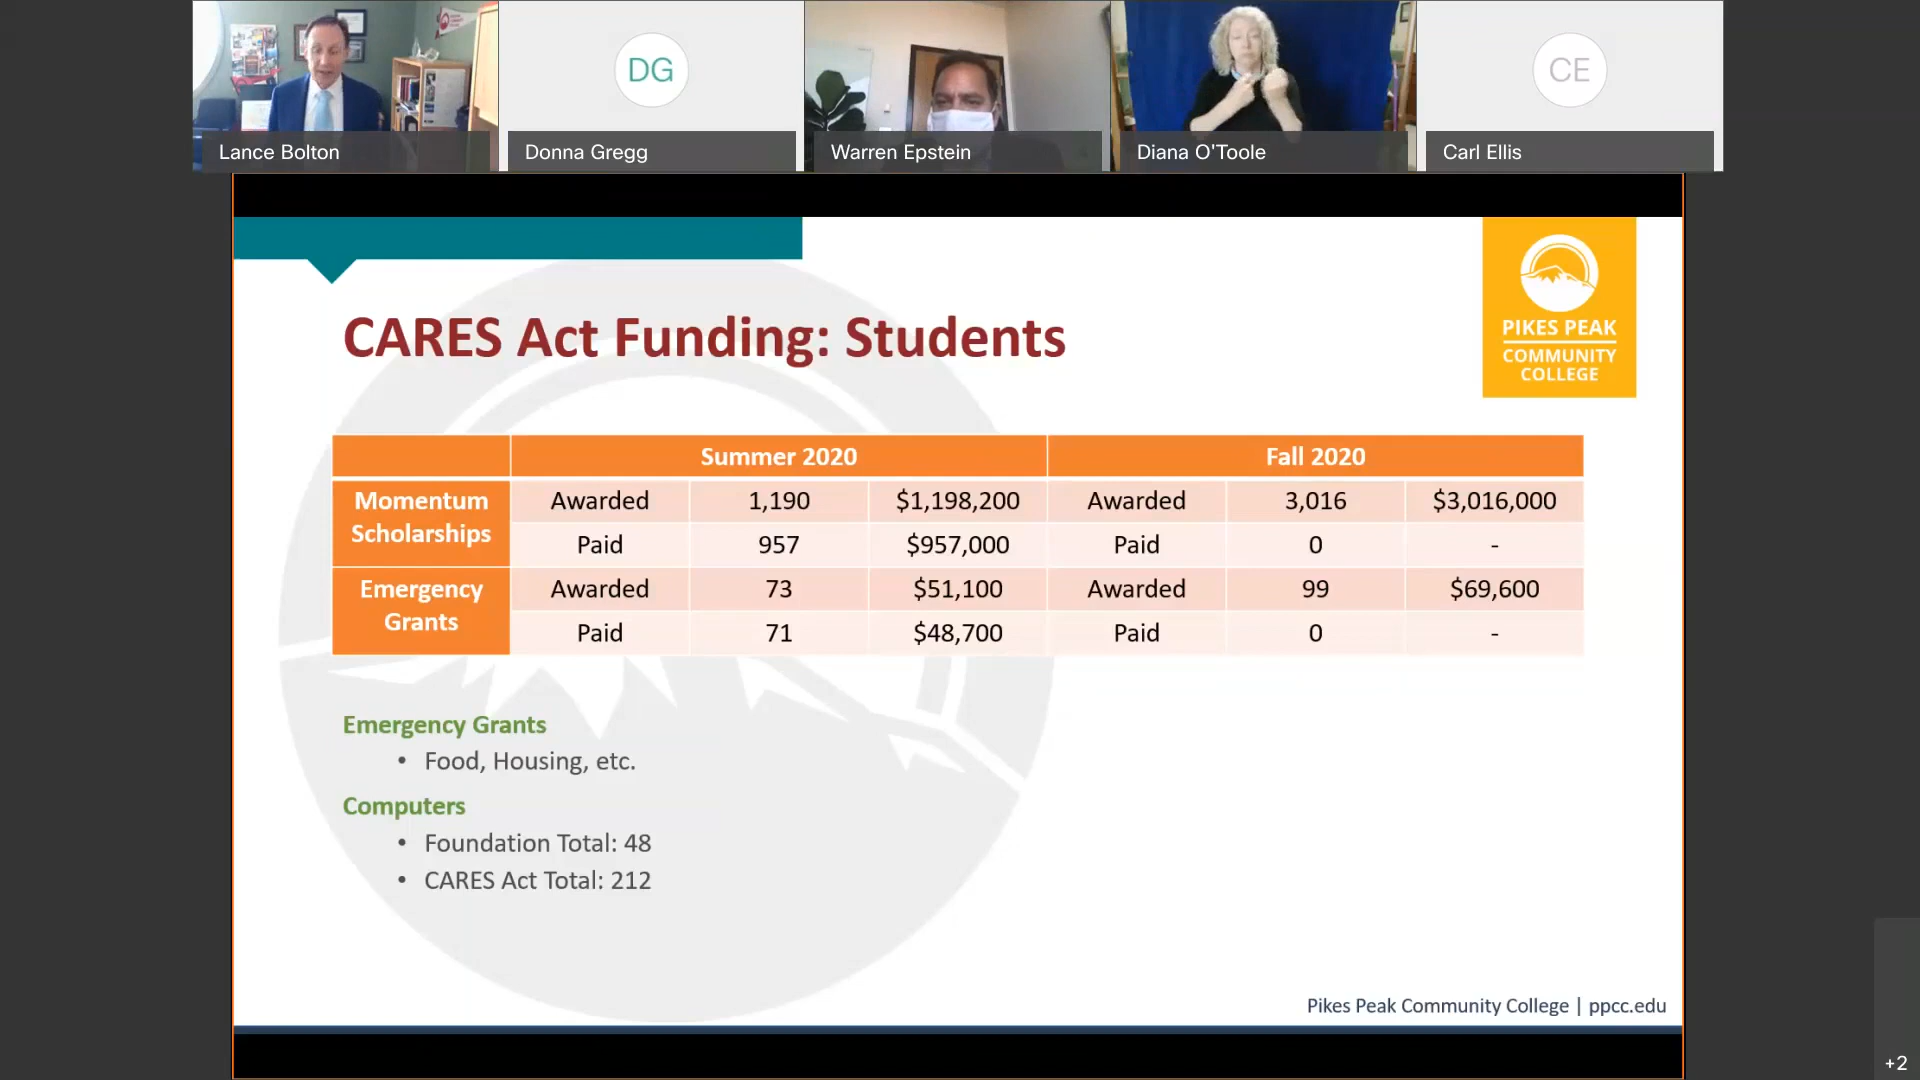 Lance Bolton
DG
Donna Gregg
Warren Epstein
Diana O'Toole
CE
Carl Ellis
PIKES PEAK
COMMUNITY
COLLEGE
CARES Act Funding: Students
Summer 2020 Fall 2020
Momentum Scholarships Awarded 1,190 $1,198,200 Awarded 3,016 $3,016,000
Paid 957 $957,000 Paid 0 -
Emergency Grants Awarded 73 $51,100 Awarded 99 $69,600
Paid 71 $48,700 Paid 0 -
Emergency Grants
• Food, Housing, etc.
Computers
• Foundation Total: 48
• CARES Act Total: 212
Pikes Peak Community College | ppcc.edu
+2